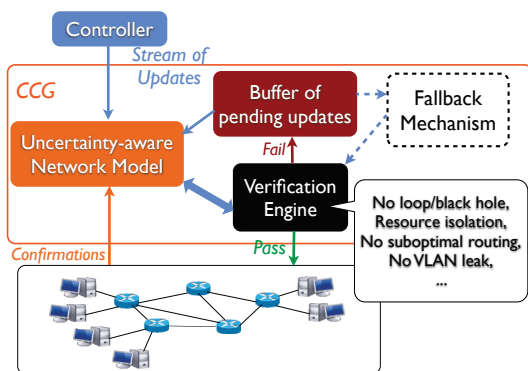 Controller
Stream of
Updates
CCG
Buffer of
pending updates
Fallback
Mechanism
Uncertainty-aware
Network Model
Fail
Verification
Engine
No loop/black hole,
Resource isolation,
No suboptimal routing,
No VLAN leak,
...
Confirmations
Pass